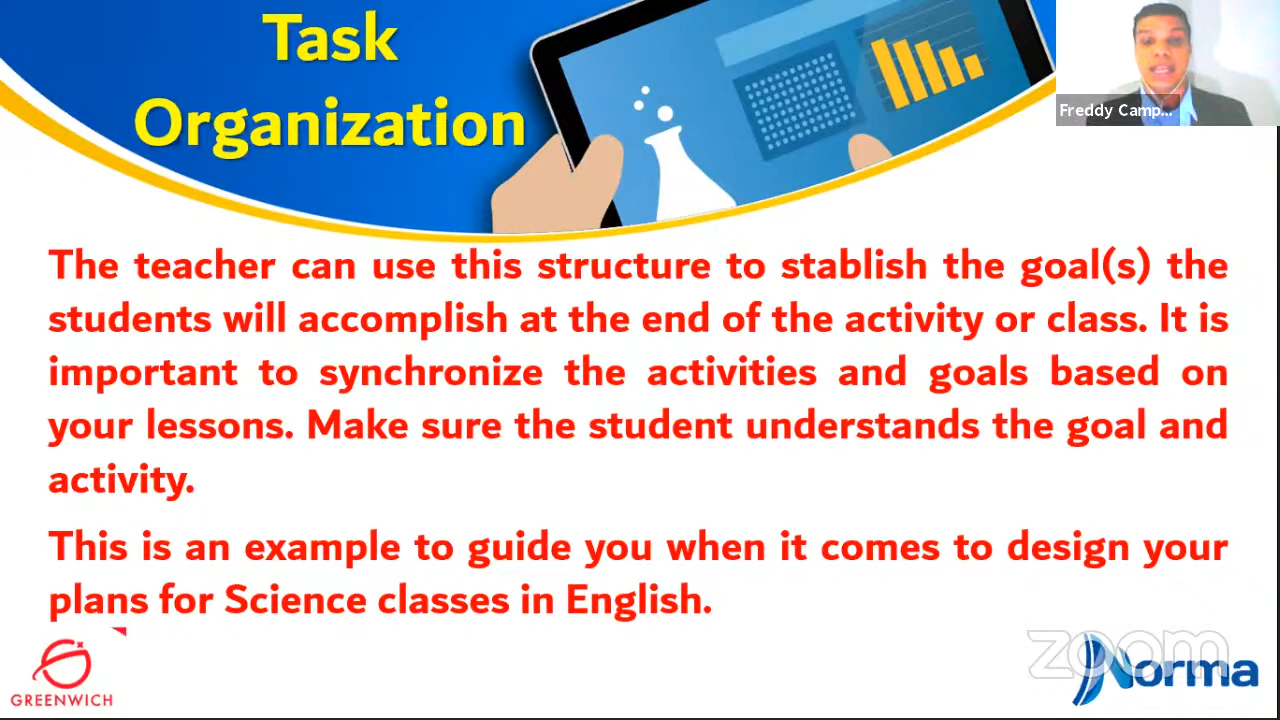 Task
Organization
Freddy Camp...
The teacher can use this structure to stablish the goal(s) the
students will accomplish at the end of the activity or class. It is
important to synchronize the activities and goals based on
your lessons. Make sure the student understands the goal and
activity.
This is an example to guide you when it comes to design your
plans for Science classes in English.
GREENWICH
zoom
Norma